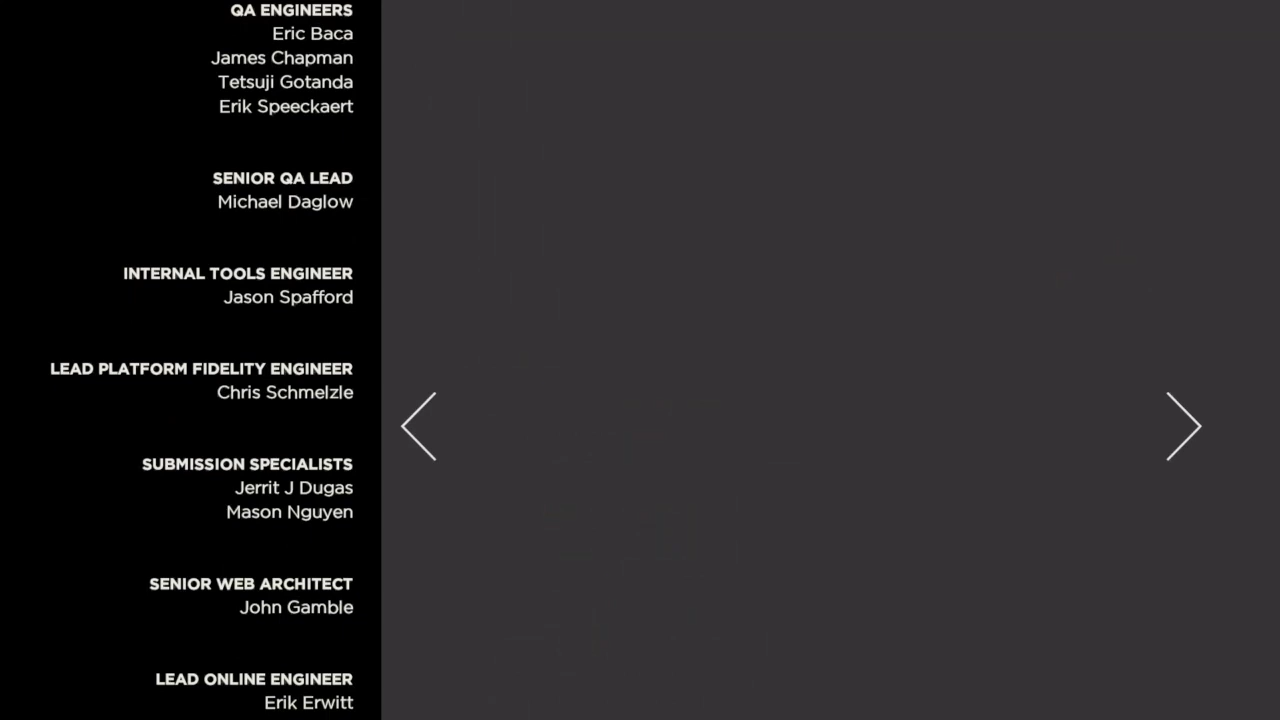 QA ENGINEERS
Eric Baca
James Chapman
Tetsuji Gotanda
Erik Speeckaert
SENIOR QA LEAD
Michael Daglow
INTERNAL TOOLS ENGINEER
Jason Spafford
LEAD PLATFORM FIDELITY ENGINEER
Chris Schmelzle
SUBMISSION SPECIALISTS
Jerrit J Dugas
Mason Nguyen
SENIOR WEB ARCHITECT
John Gamble
LEAD ONLINE ENGINEER
Erik Erwitt